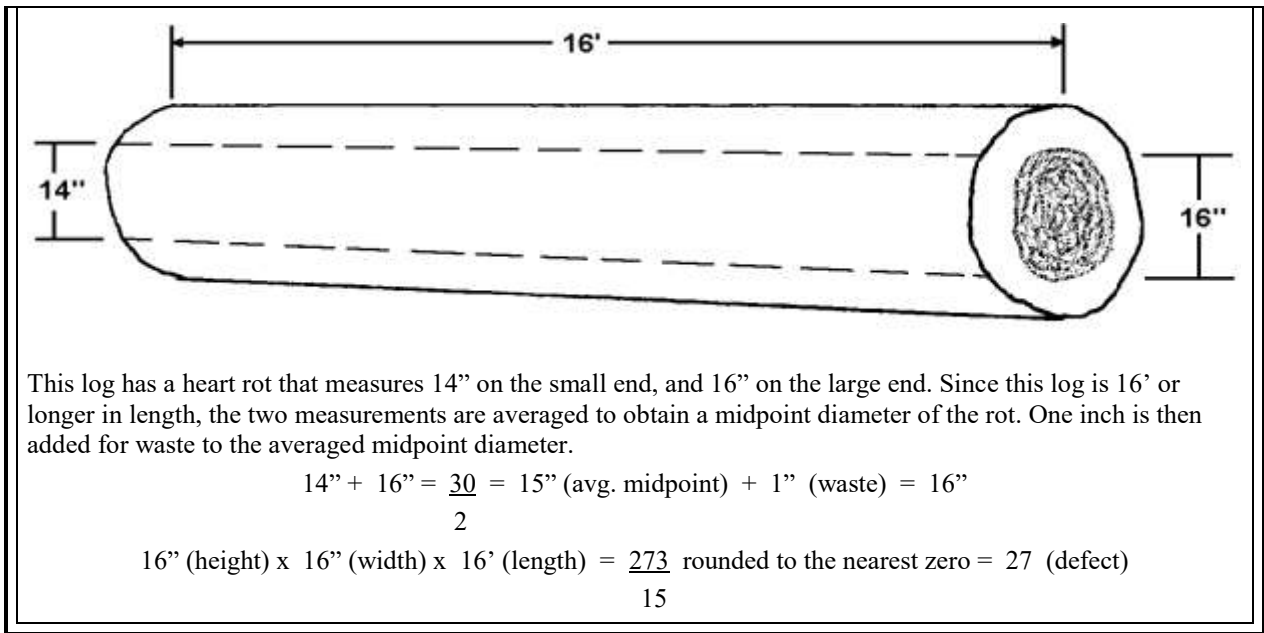 16'
14"
16"
This log has a heart rot that measures 14” on the small end, and 16” on the large end. Since this log is 16’ or
longer in length, the two measurements are averaged to obtain a midpoint diameter of the rot. One inch is then
added for waste to the averaged midpoint diameter.
14” + 16” = 30 = 15” (avg. midpoint) + 1” (waste) = 16”
2
16” (height) x 16” (width) x 16’ (length) = 273 rounded to the nearest zero = 27 (defect)
15